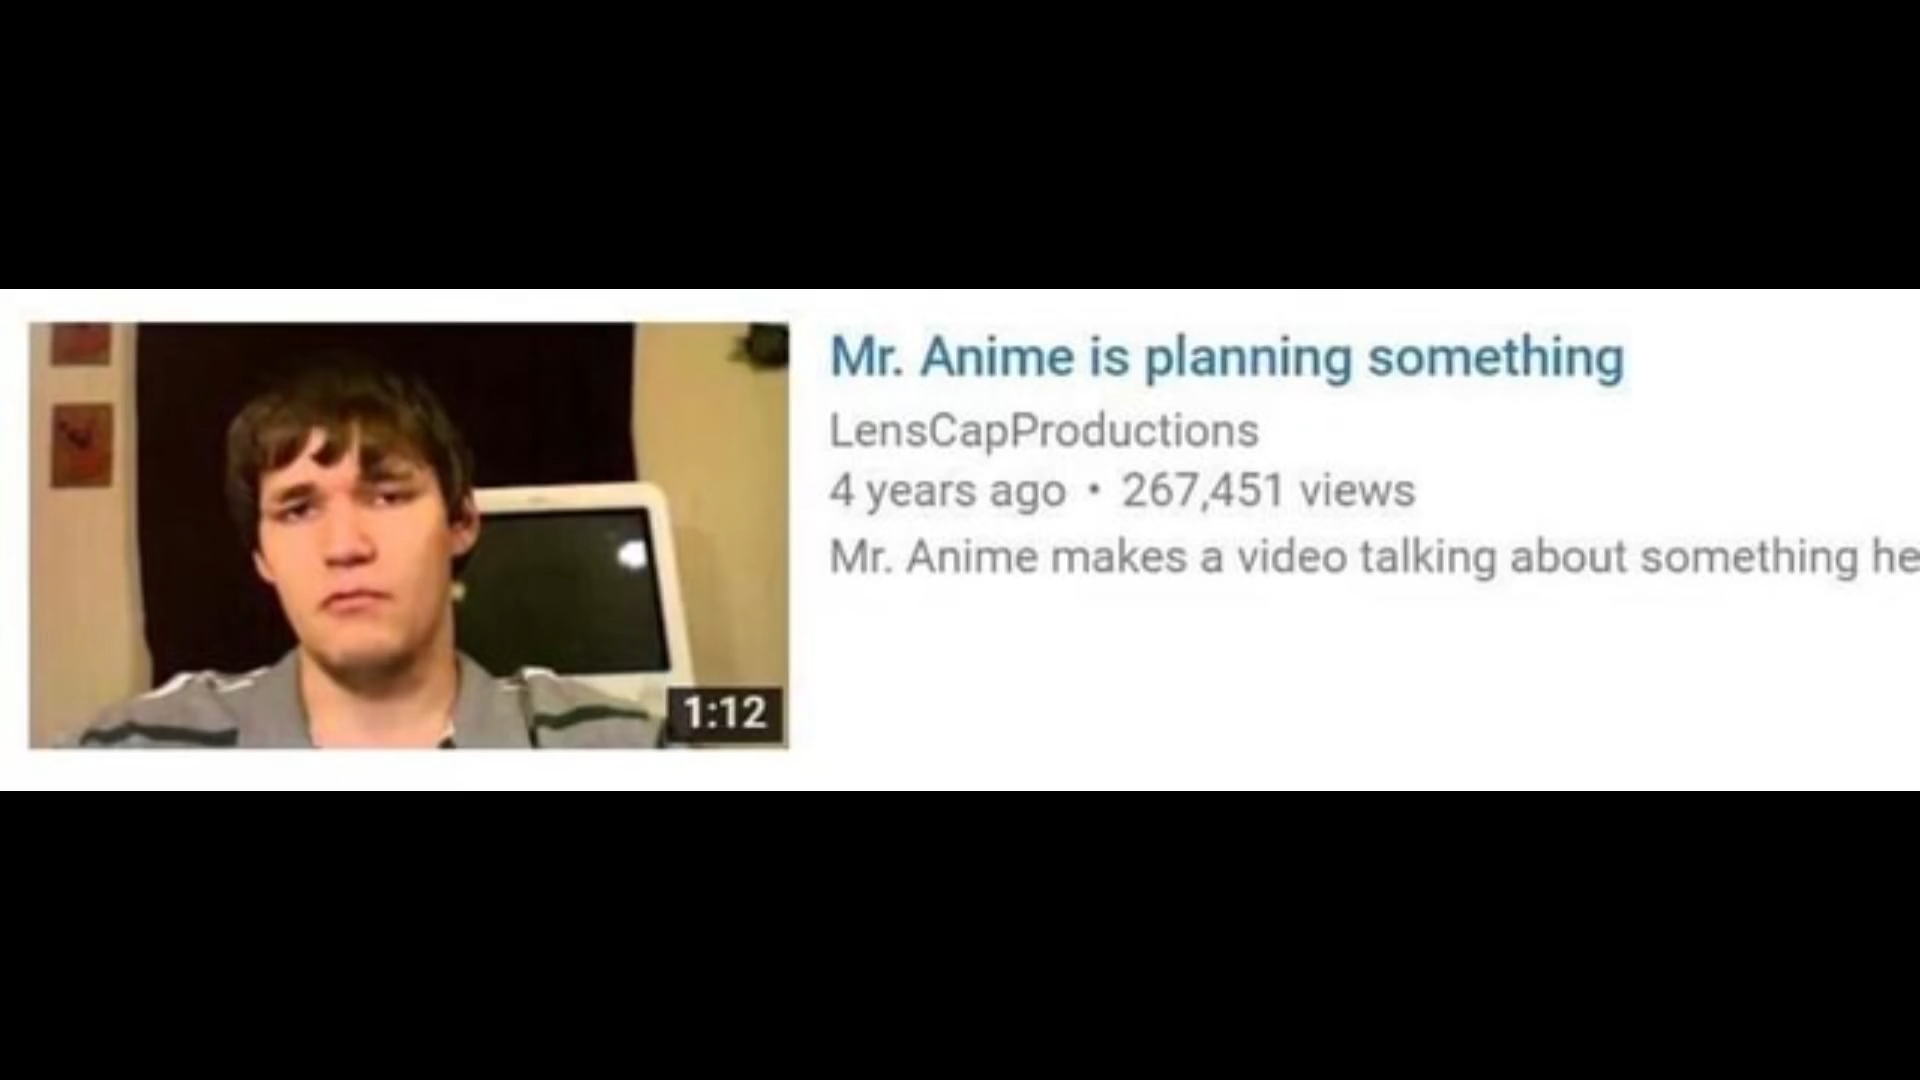 Mr. Anime is planning something
LensCapProductions
4 years ago • 267,451 views
Mr. Anime makes a video talking about something he
1:12